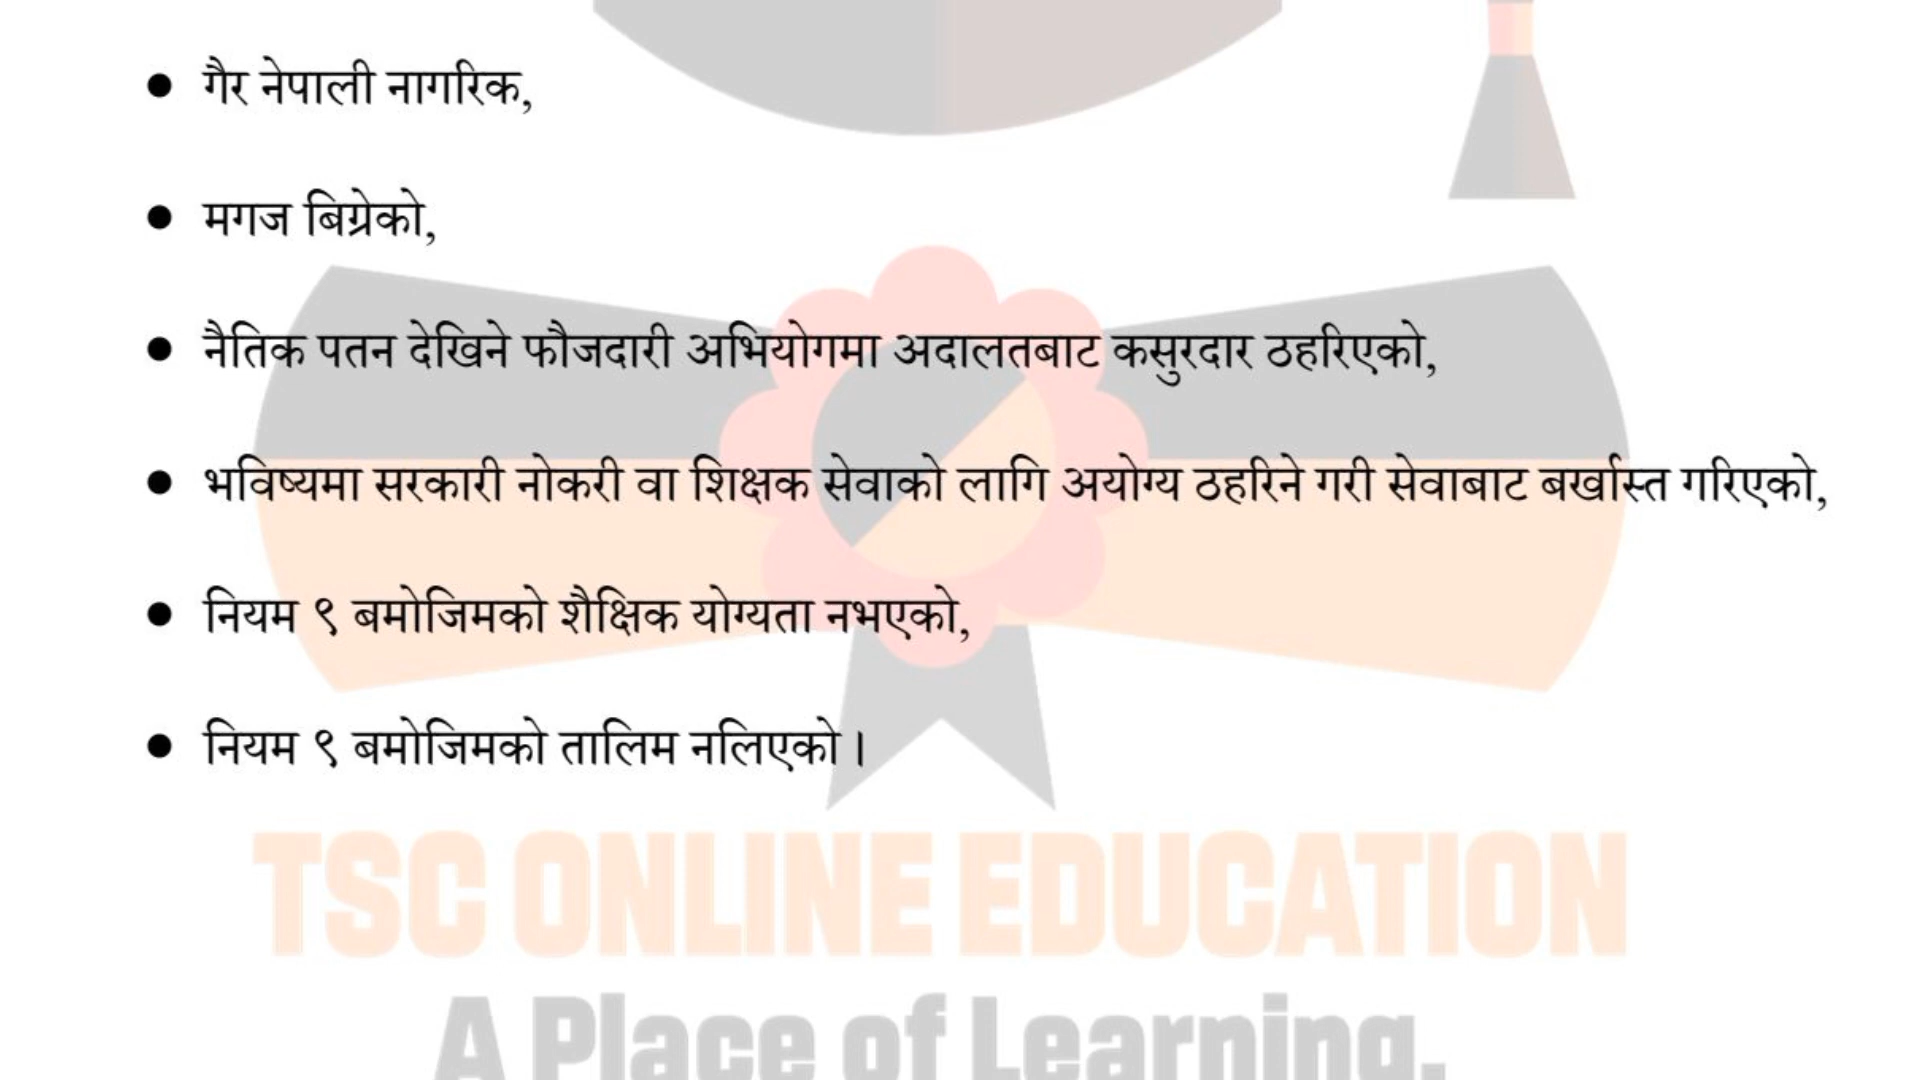 ● गैर नेपाली नागरिक,
● मगज बिग्रेको,
● नैतिक पतन देखिने फौजदारी अभियोगमा अदालतबाट कसुरदार ठहरिएको,
● भविष्यमा सरकारी नोकरी वा शिक्षक सेवाको लागि अयोग्य ठहरिने गरी सेवाबाट बर्खास्त गरिएको,
● नियम ९ बमोजिमको शैक्षिक योग्यता नभएको,
● नियम ९ बमोजिमको तालिम नलिएको।
TSC ONLINE EDUCATION
A Place of Learning.